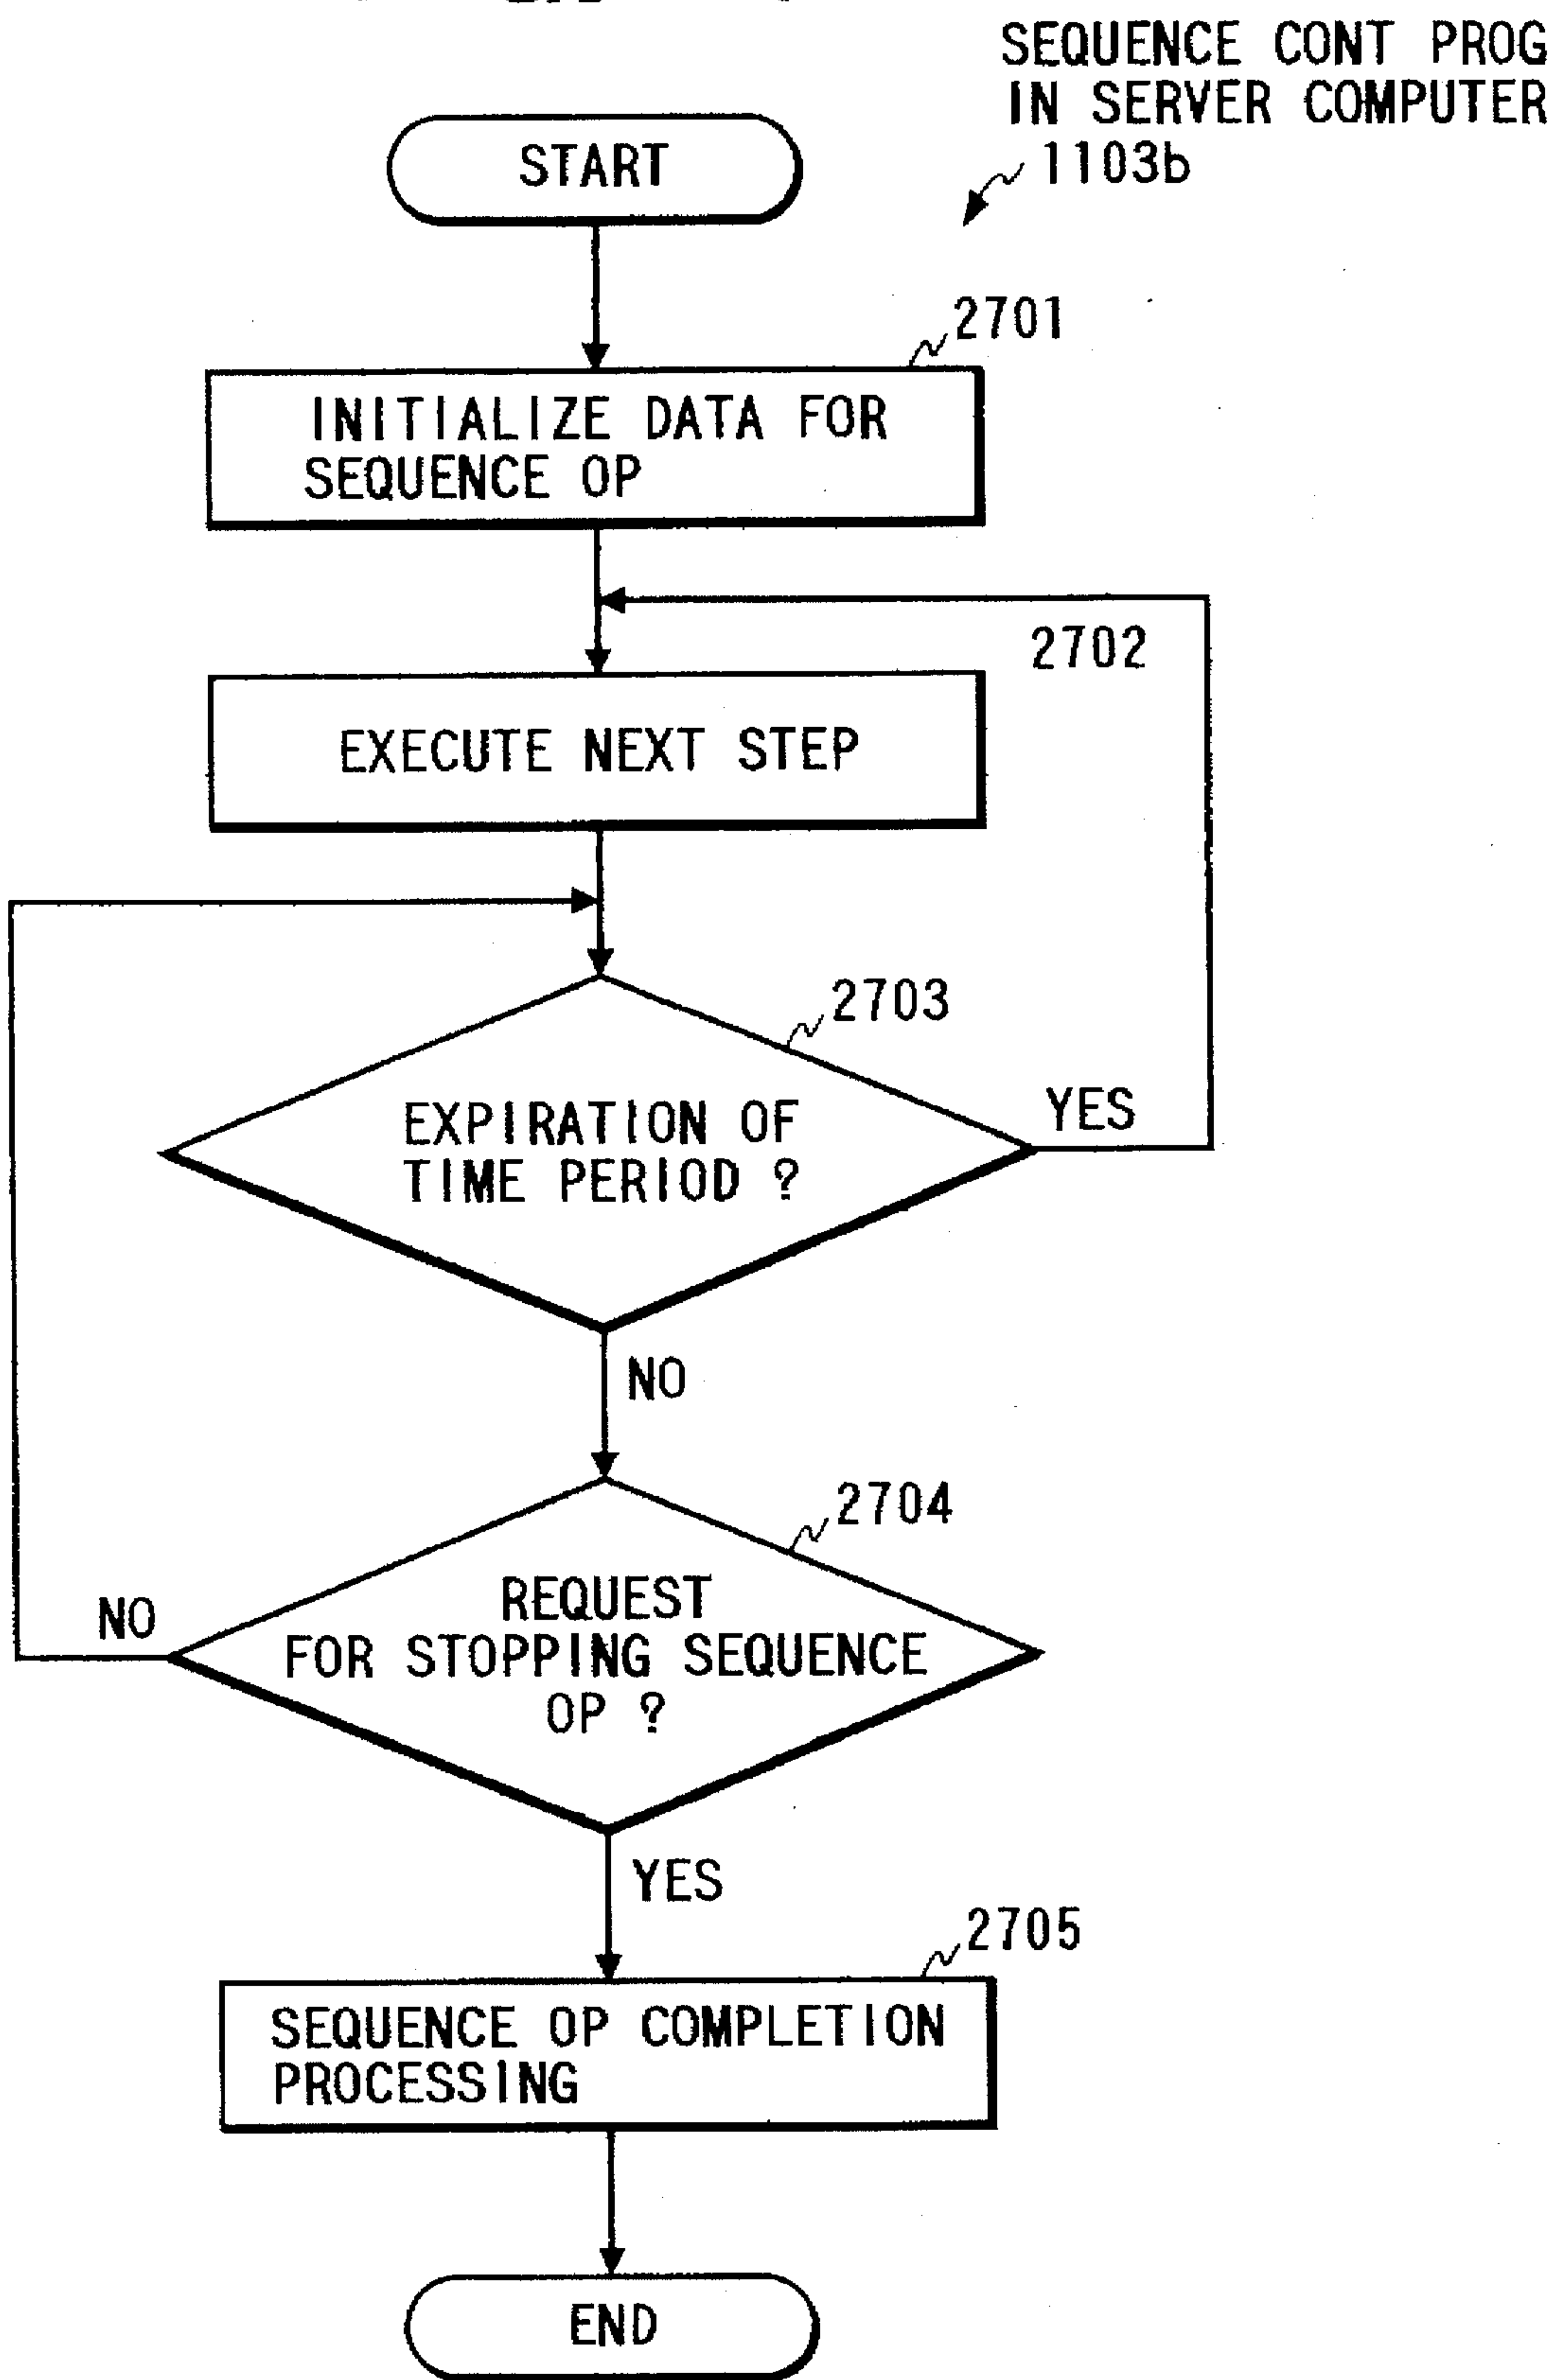 SEQUENCE CONT PROG
IN SERVER COMPUTER
1103b
START
2701
INITIALIZE DATA FOR
SEQUENCE OP
2702
EXECUTE NEXT STEP
2703
EXPIRATION OF
TIME PERIOD ?
YES
NO
2704
REQUEST
FOR STOPPING SEQUENCE
OP ?
NO
YES
2705
SEQUENCE OP COMPLETION
PROCESSING
END